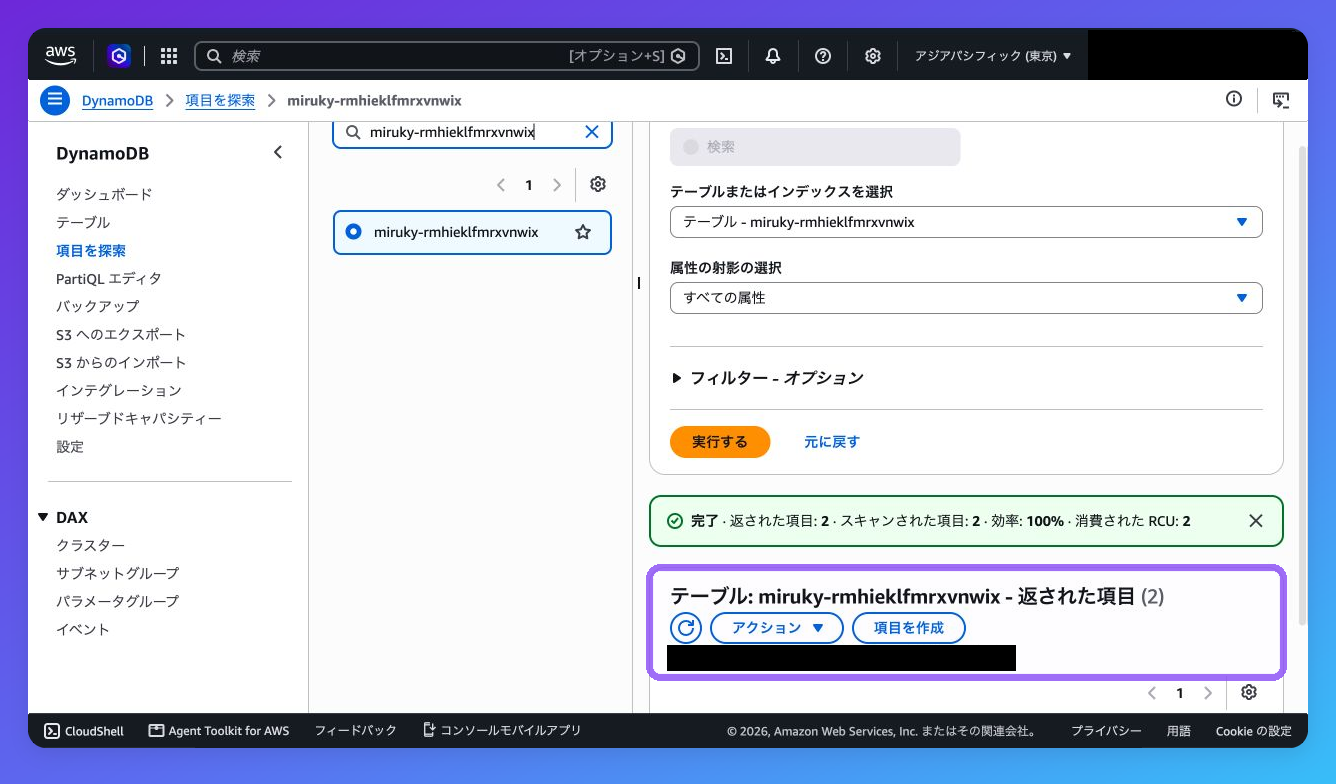 aws
検索 [オプション+S]
アジアパシフィック (東京)
DynamoDB 項目を探索 miruky-rmhieklfmrxvnwix
DynamoDB
ダッシュボード
テーブル
項目を探索
PartiQL エディタ
バックアップ
S3 へのエクスポート
S3 からのインポート
インテグレーション
リザーブドキャパシティー
設定
DAX
クラスター
サブネットグループ
パラメータグループ
イベント
miruky-rmhieklfmrxvnwix
1
miruky-rmhieklfmrxvnwix
検索
テーブルまたはインデックスを選択
テーブル - miruky-rmhieklfmrxvnwix
属性の射影の選択
すべての属性
フィルター - オプション
実行する 元に戻す
完了 · 返された項目: 2 · スキャンされた項目: 2 · 効率: 100% · 消費された RCU: 2
テーブル: miruky-rmhieklfmrxvnwix - 返された項目 (2)
アクション 項目を作成
1
CloudShell Agent Toolkit for AWS フィードバック コンソールモバイルアプリ © 2026, Amazon Web Services, Inc. またはその関連会社。 プライバシー 用語 Cookie の設定